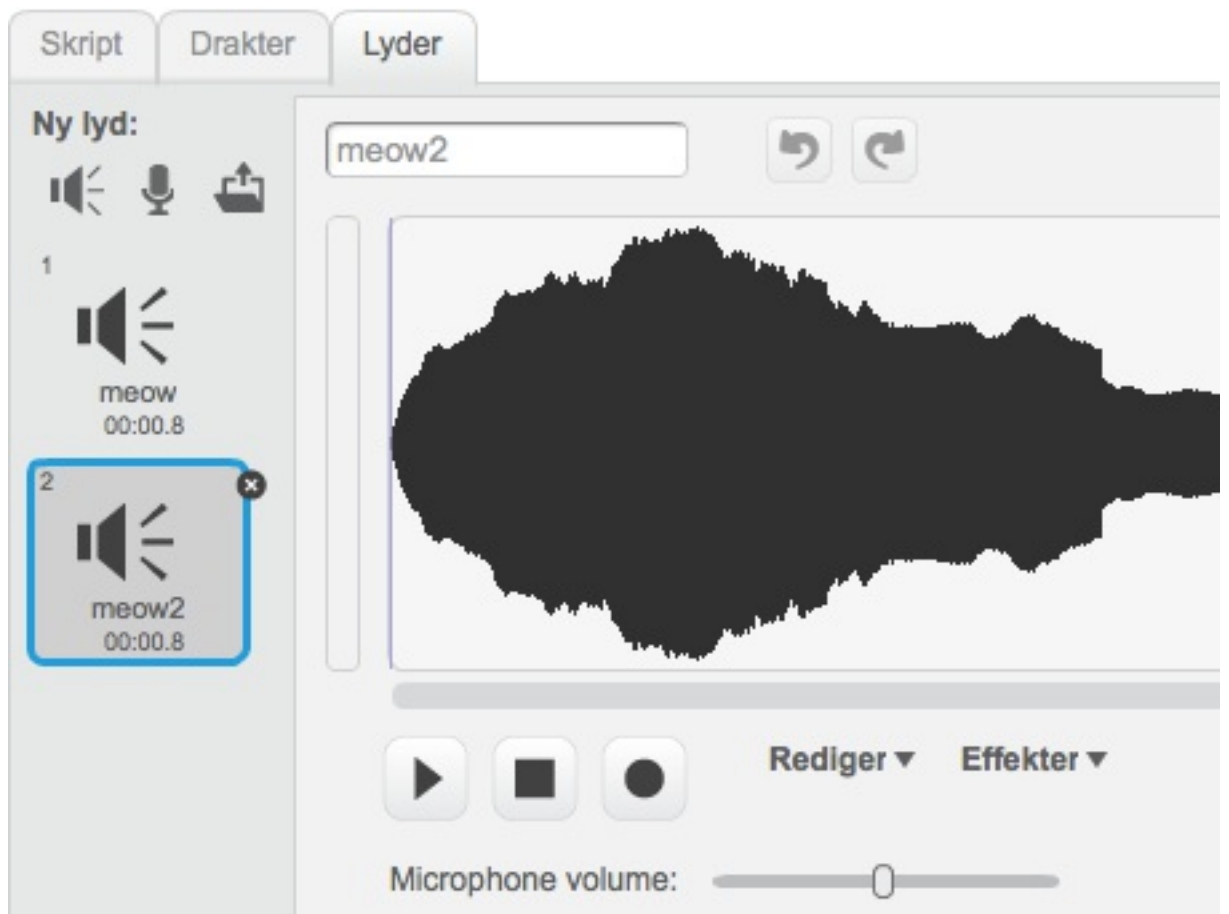 Skript Drakter Lyder
Ny lyd:
meow2
1
meow
00:00.8
2
meow2
00:00.8
Rediger Effekter
Microphone volume: